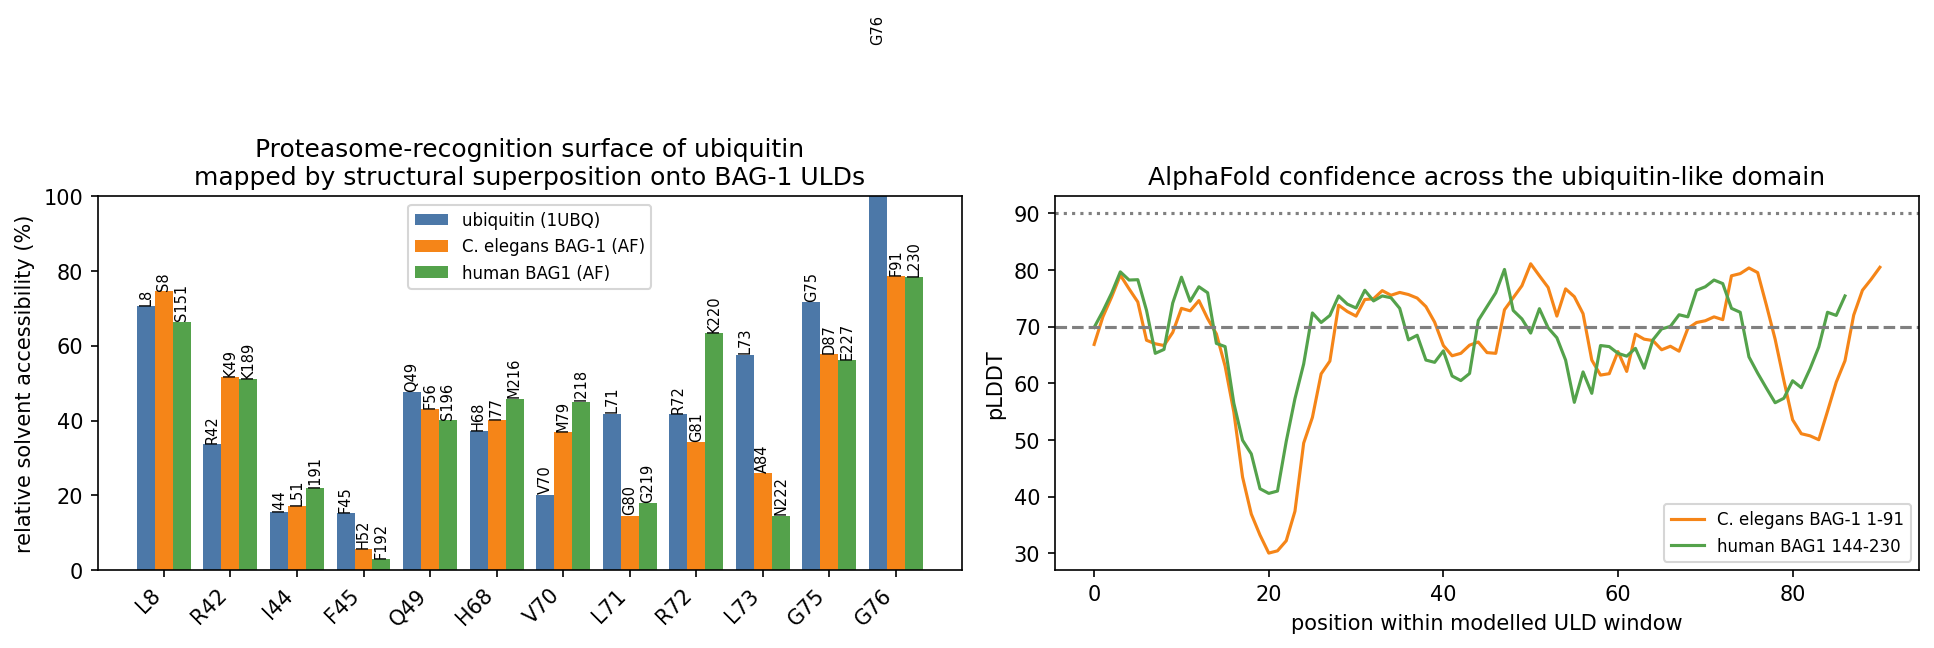 G76
Proteasome-recognition surface of ubiquitin
mapped by structural superposition onto BAG-1 ULDs
relative solvent accessibility (%)
100
80
60
40
20
0
ubiquitin (1UBQ)
C. elegans BAG-1 (AF)
human BAG1 (AF)
L8
S8
S151
R42
K49
K189
I44
L51
I191
F45
H52
F192
Q49
F56
S196
H68
I77
M216
V70
M79
I218
L71
G80
G219
R72
G81
K220
L73
A84
N222
G75
D87
E227
F91
L230
L8
R42
I44
F45
Q49
H68
V70
L71
R72
L73
G75
G76
AlphaFold confidence across the ubiquitin-like domain
pLDDT
90
80
70
60
50
40
30
C. elegans BAG-1 1-91
human BAG1 144-230
0
20
40
60
80
position within modelled ULD window